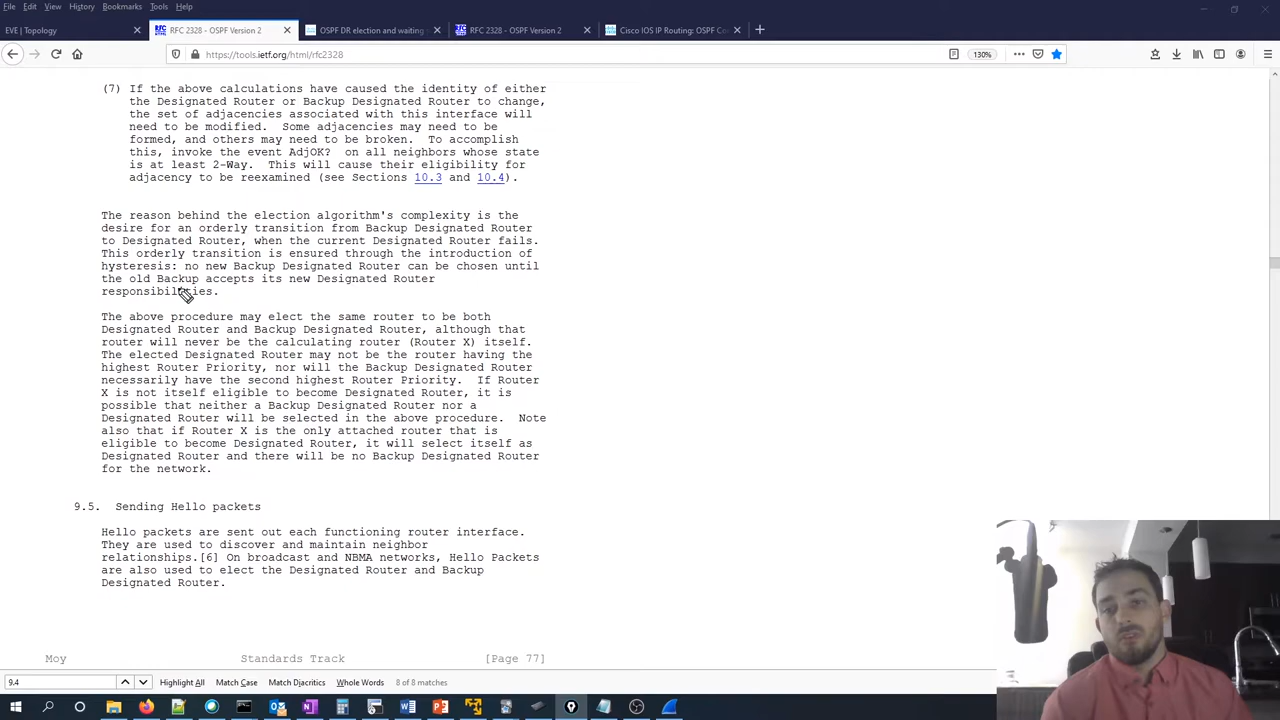 File Edit View History Bookmarks Tools Help
EVE | Topology
RFC 2328 - OSPF Version 2
OSPF DR election and waiting
RFC 2328 - OSPF Version 2
Cisco IOS IP Routing: OSPF Co
https://tools.ietf.org/html/rfc2328
130%
(7) If the above calculations have caused the identity of either
the Designated Router or Backup Designated Router to change,
the set of adjacencies associated with this interface will
need to be modified. Some adjacencies may need to be
formed, and others may need to be broken. To accomplish
this, invoke the event AdjOK? on all neighbors whose state
is at least 2-Way. This will cause their eligibility for
adjacency to be reexamined (see Sections 10.3 and 10.4).
The reason behind the election algorithm's complexity is the
desire for an orderly transition from Backup Designated Router
to Designated Router, when the current Designated Router fails.
This orderly transition is ensured through the introduction of
hysteresis: no new Backup Designated Router can be chosen until
the old Backup accepts its new Designated Router
responsibilities.
The above procedure may elect the same router to be both
Designated Router and Backup Designated Router, although that
router will never be the calculating router (Router X) itself.
The elected Designated Router may not be the router having the
highest Router Priority, nor will the Backup Designated Router
necessarily have the second highest Router Priority. If Router
X is not itself eligible to become Designated Router, it is
possible that neither a Backup Designated Router nor a
Designated Router will be selected in the above procedure. Note
also that if Router X is the only attached router that is
eligible to become Designated Router, it will select itself as
Designated Router and there will be no Backup Designated Router
for the network.
9.5. Sending Hello packets
Hello packets are sent out each functioning router interface.
They are used to discover and maintain neighbor
relationships.[6] On broadcast and NBMA networks, Hello Packets
are also used to elect the Designated Router and Backup
Designated Router.
Moy Standards Track [Page 77]
9.4 Highlight All Match Case Match Diacritics Whole Words 8 of 8 matches